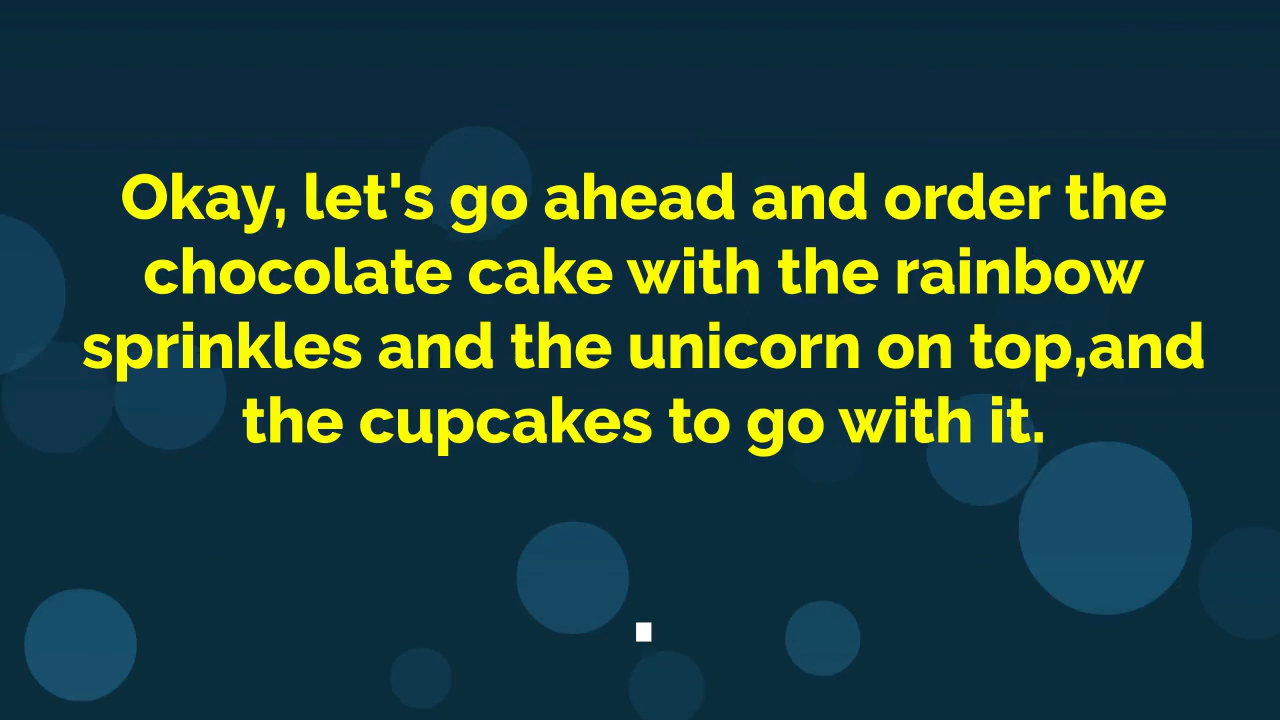 Okay, let's go ahead and order the
chocolate cake with the rainbow
sprinkles and the unicorn on top,and
the cupcakes to go with it.